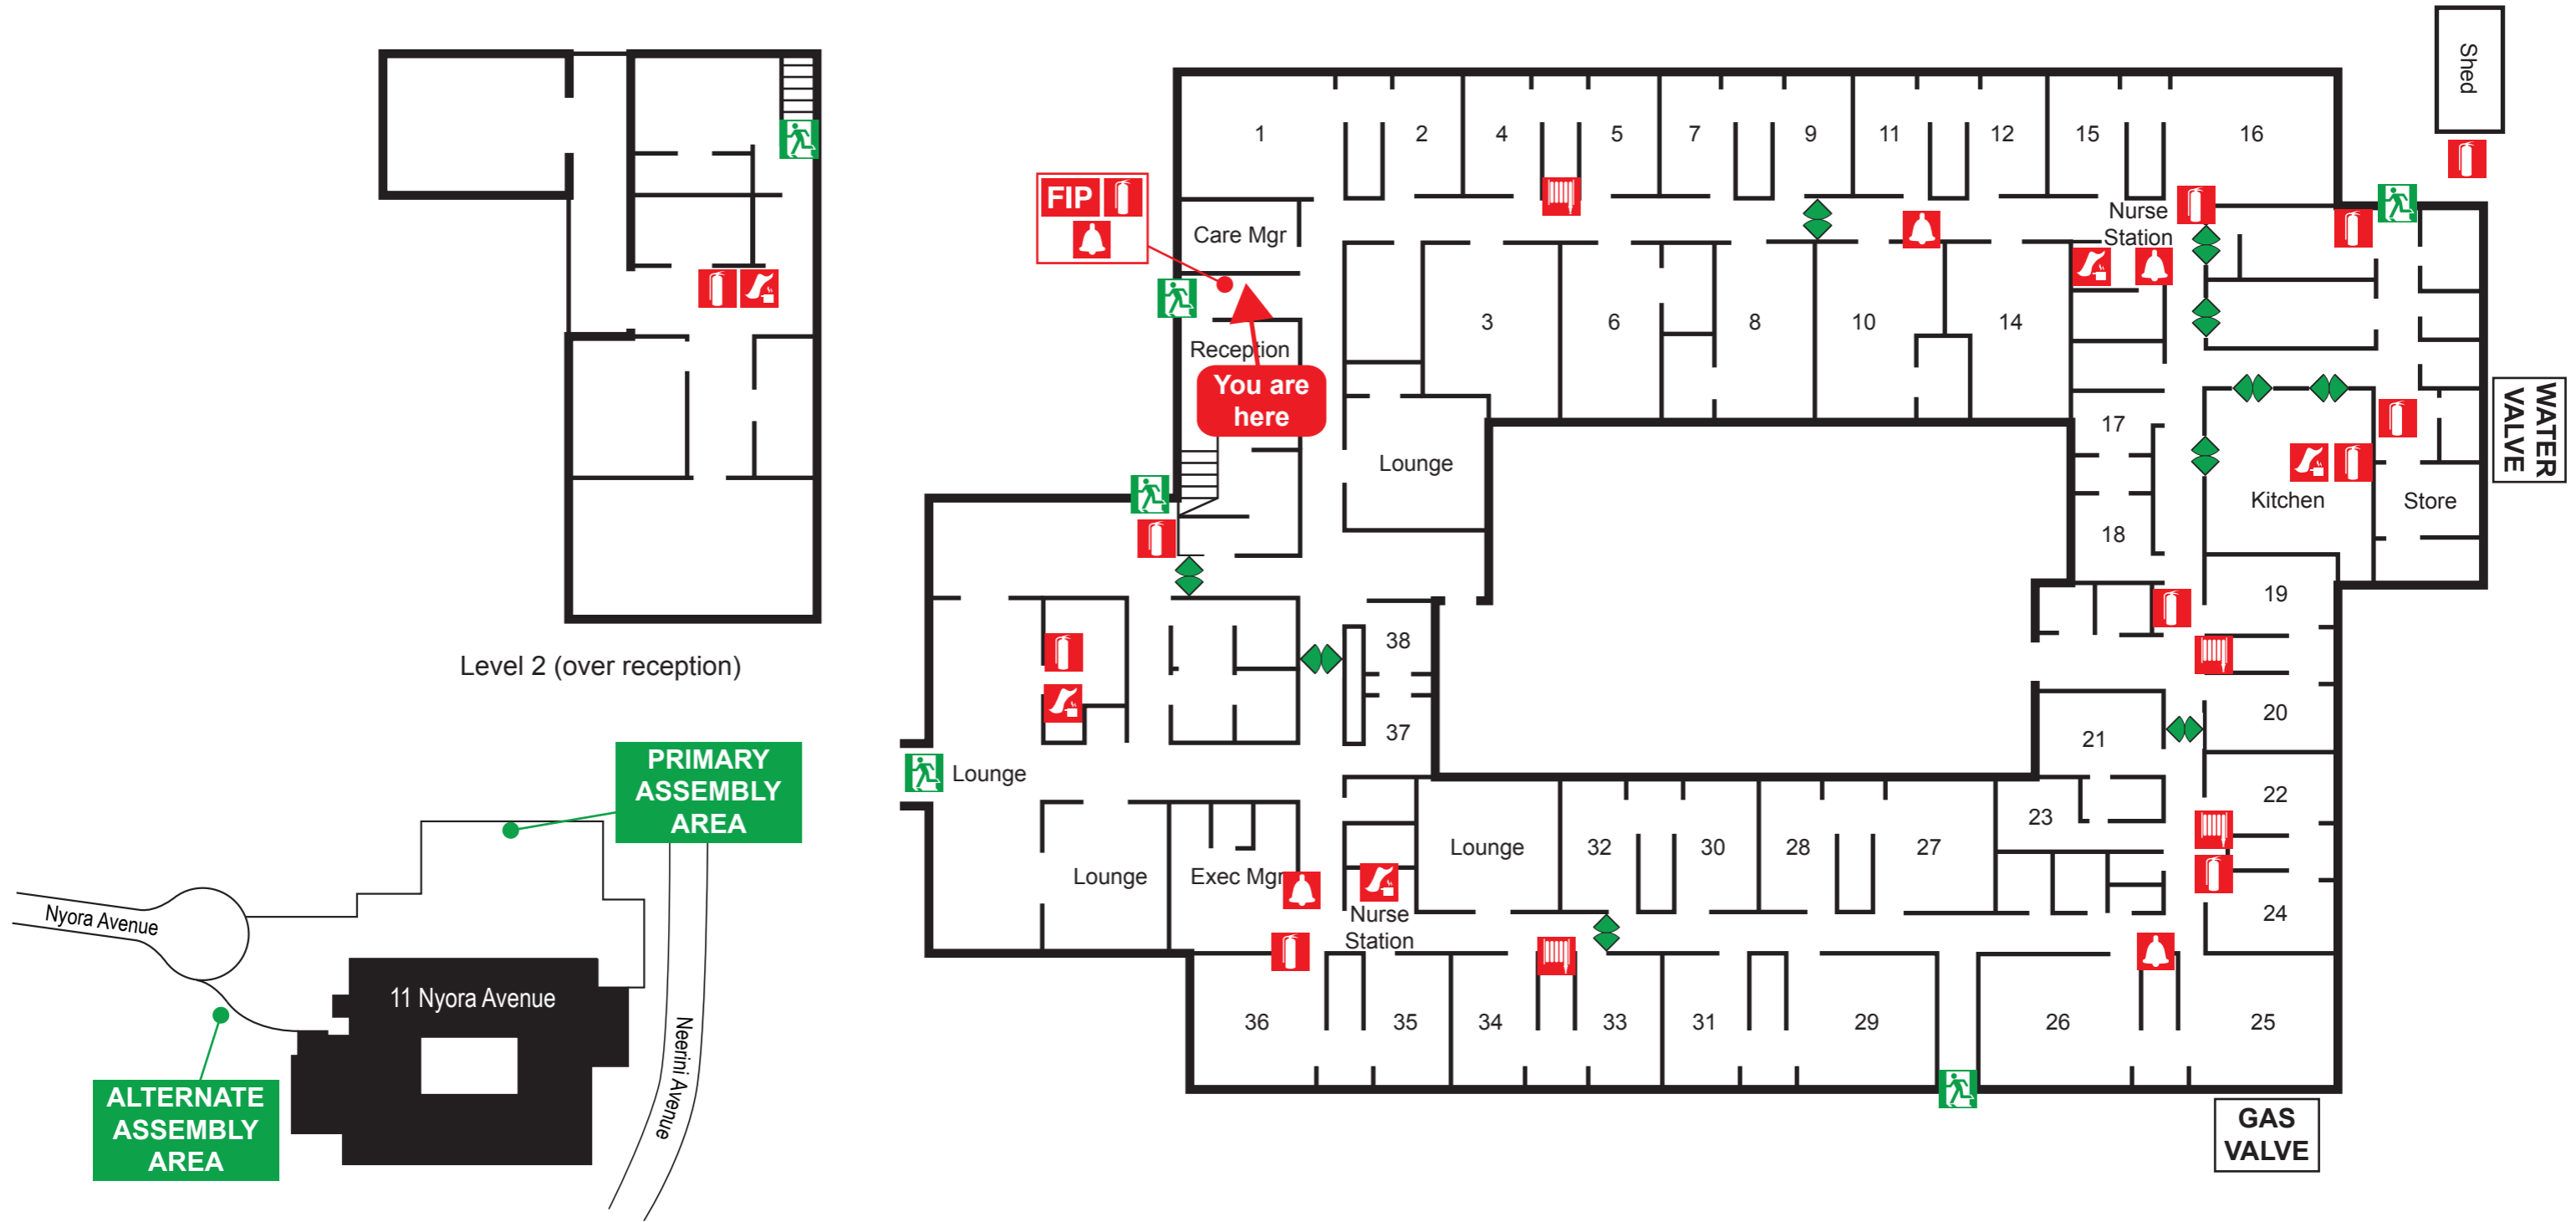 Shed
1
2
4
5
7
9
11
12
15
16
FIP
Care Mgr
Nurse
Station
3
6
8
10
14
Reception
You are
here
WATER
VALVE
17
Lounge
Kitchen
Store
18
19
38
37
20
21
Level 2 (over reception)
PRIMARY
ASSEMBLY
AREA
Lounge
22
23
Lounge
32
30
28
27
Lounge
Exec Mgr
24
Nurse
Station
Nyora Avenue
11 Nyora Avenue
Neerini Avenue
36
35
34
33
31
29
26
25
ALTERNATE
ASSEMBLY
AREA
GAS
VALVE